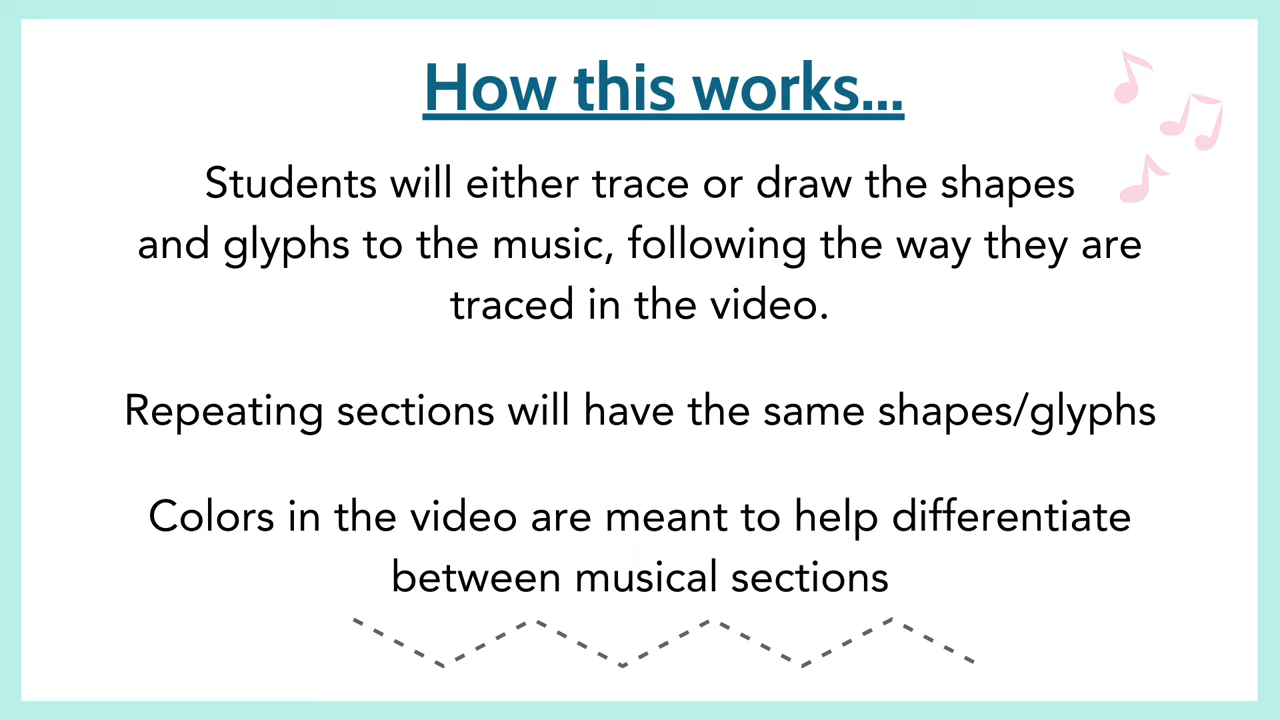 How this works...
Students will either trace or draw the shapes
and glyphs to the music, following the way they are
traced in the video.
Repeating sections will have the same shapes/glyphs
Colors in the video are meant to help differentiate
between musical sections